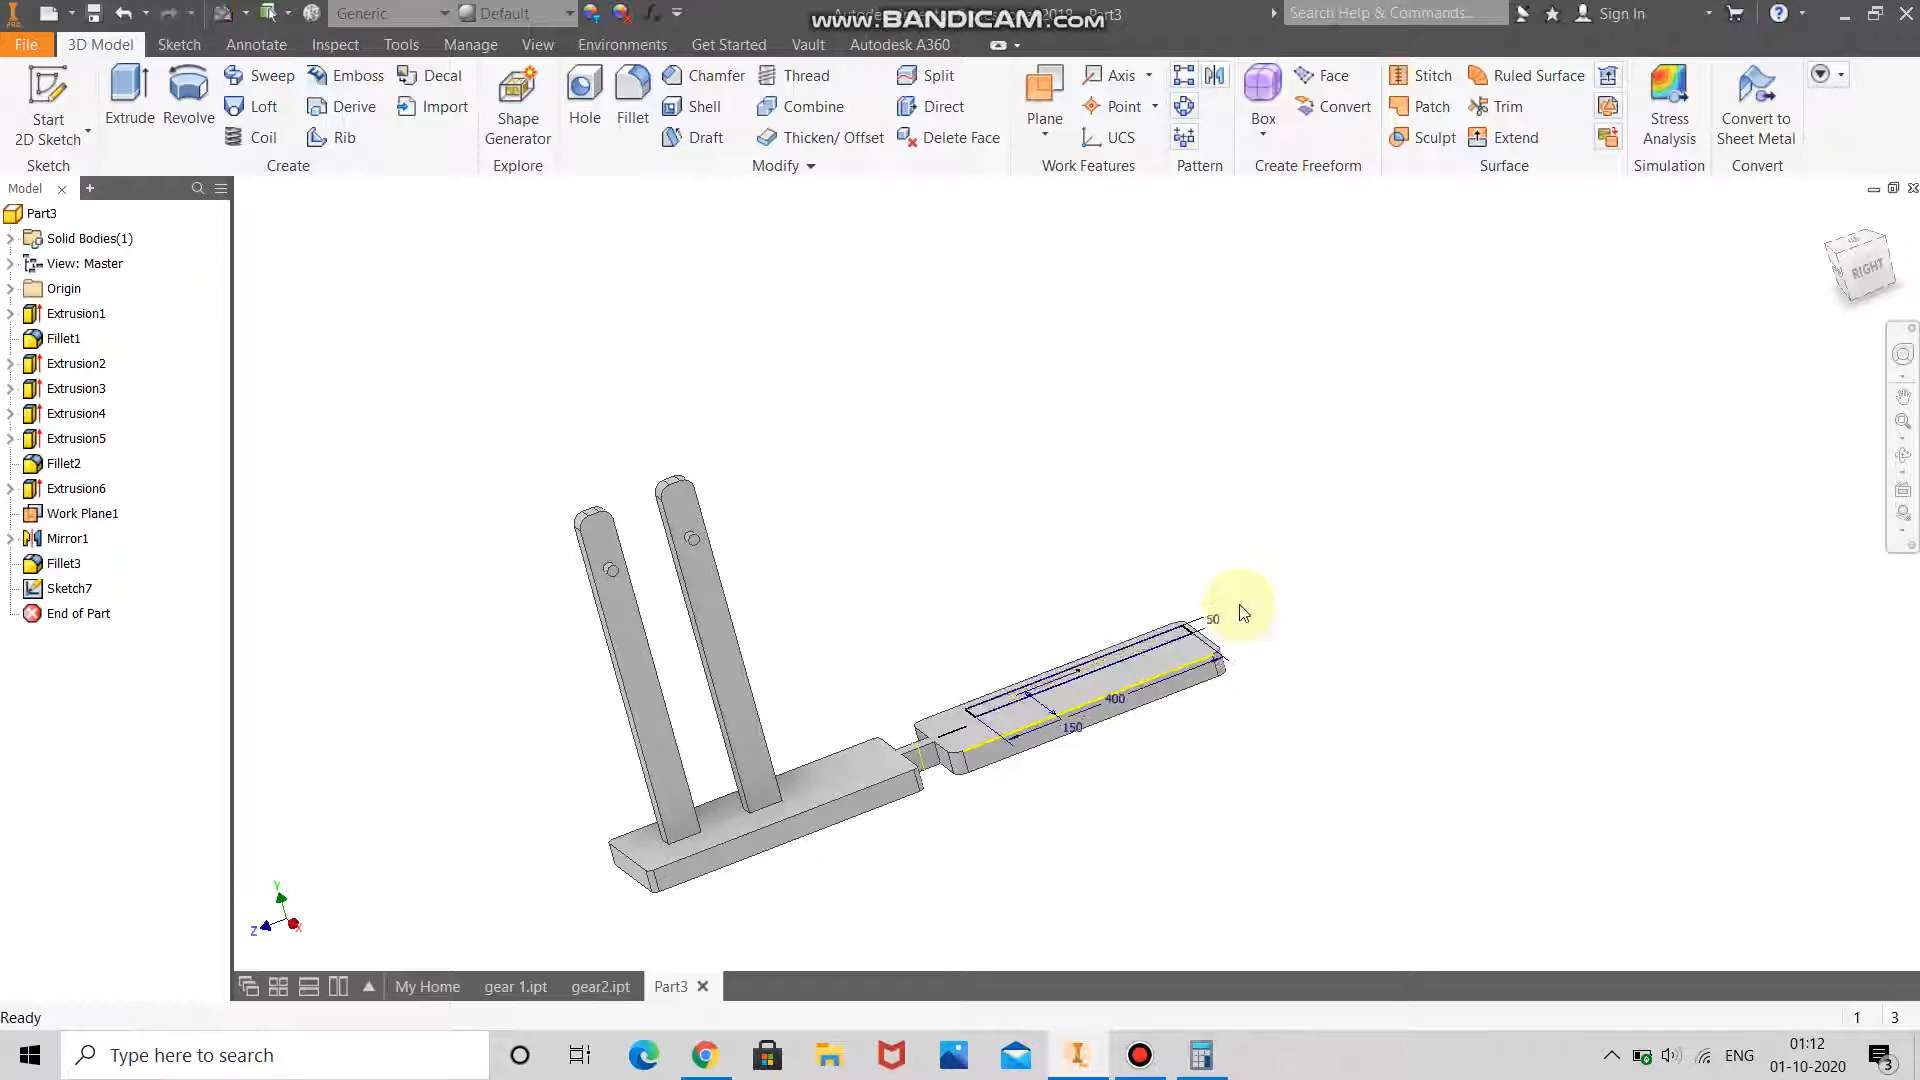 Generic
Default
Autodesk
2018
Part3
www.BANDICAM.com
Search Help & Commands...
Sign In
File
3D Model
Sketch
Annotate
Inspect
Tools
Manage
View
Environments
Get Started
Vault
Autodesk A360
Start
2D Sketch
Sketch
Extrude
Revolve
Sweep
Loft
Coil
Emboss
Derive
Rib
Decal
Import
Create
Shape
Generator
Explore
Hole
Fillet
Chamfer
Shell
Draft
Thread
Combine
Thicken/ Offset
Split
Direct
Delete Face
Modify
Plane
Axis
Point
UCS
Work Features
Pattern
Box
Face
Convert
Create Freeform
Stitch
Patch
Sculpt
Ruled Surface
Trim
Extend
Surface
Stress
Analysis
Simulation
Convert to
Sheet Metal
Convert
Model
Part3
Solid Bodies(1)
View: Master
Origin
Extrusion1
Fillet1
Extrusion2
Extrusion3
Extrusion4
Extrusion5
Fillet2
Extrusion6
Work Plane1
Mirror1
Fillet3
Sketch7
End of Part
RIGHT
50
400
150
Y
Z
X
My Home
gear 1.ipt
gear2.ipt
Part3
Ready
1
3
Type here to search
ENG
01:12
01-10-2020
3